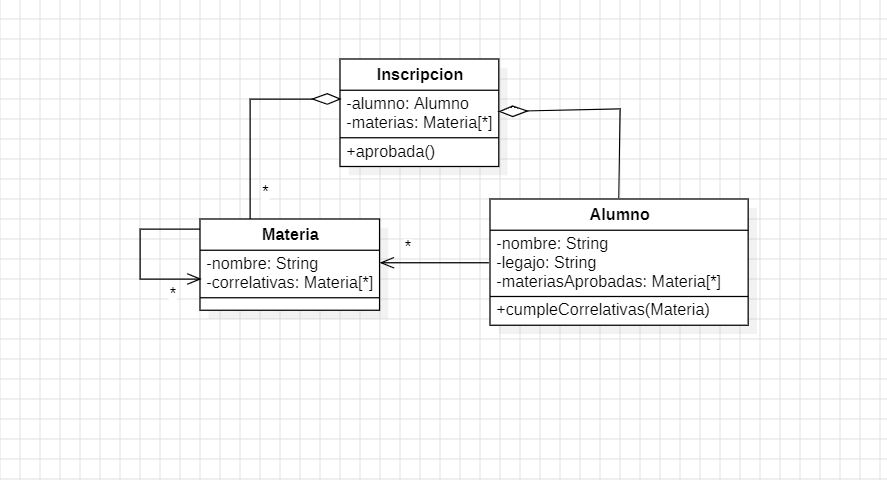 Inscripcion
-alumno: Alumno
-materias: Materia[*]
+aprobada()
*
Materia
-nombre: String
-correlativas: Materia[*]
*
*
Alumno
-nombre: String
-legajo: String
-materiasAprobadas: Materia[*]
+cumpleCorrelativas(Materia)